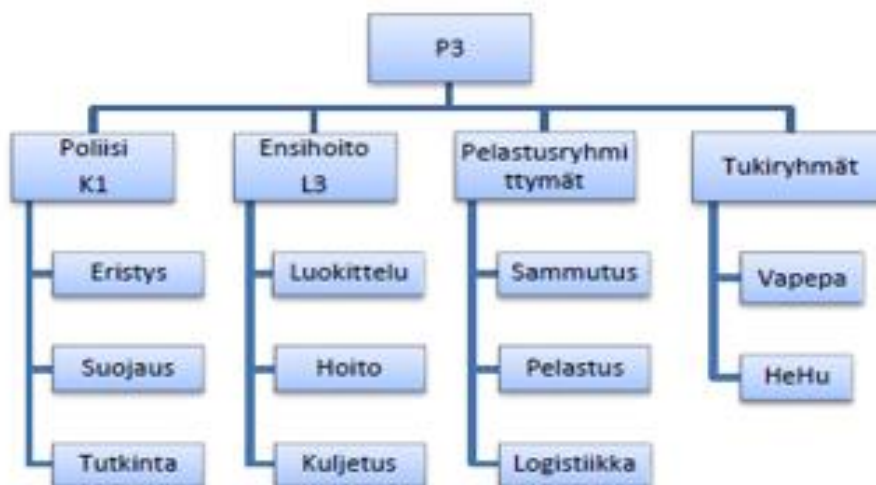 P3
Poliisi
K1
Eristys
Suojaus
Tutkinta
Ensihoito
L3
Luokittelu
Hoito
Kuljetus
Pelastusryhmi
ttymät
Sammutus
Pelastus
Logistiikka
Tukiryhmät
Vapepa
HeHu